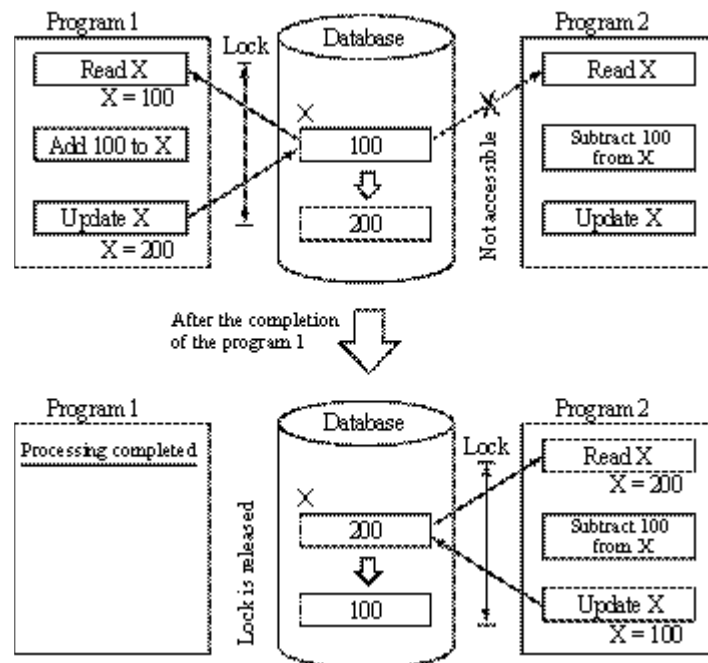 Program 1
Lock
Database
Program 2
Read X
X = 100
Add 100 to X
Update X
X = 200
X
100
200
Not accessible
Read X
Subtract 100
from X
Update X
After the completion
of the program 1
Program 1
Processing completed
Lock is released
Database
X
200
100
Lock
Program 2
Read X
X = 200
Subtract 100
from X
Update X
X = 100